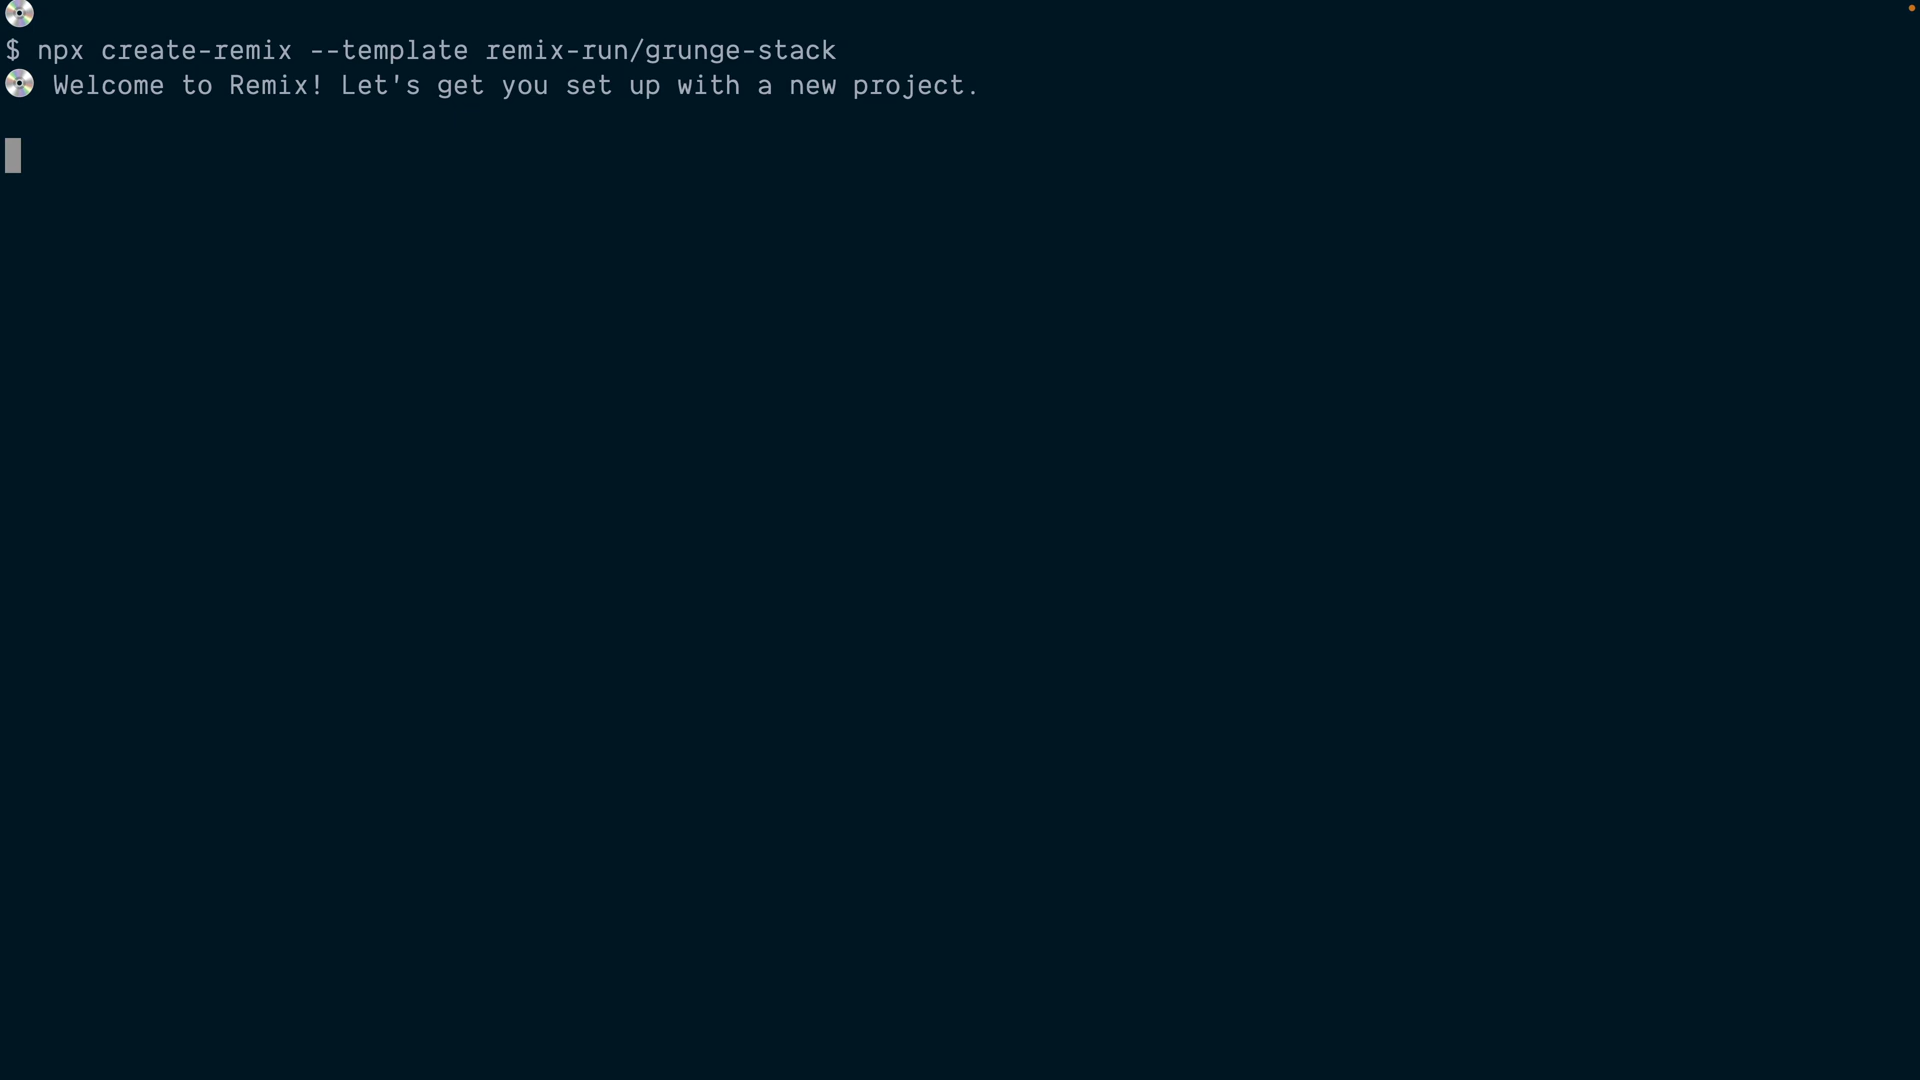 💿
$ npx create-remix --template remix-run/grunge-stack
💿 Welcome to Remix! Let's get you set up with a new project.